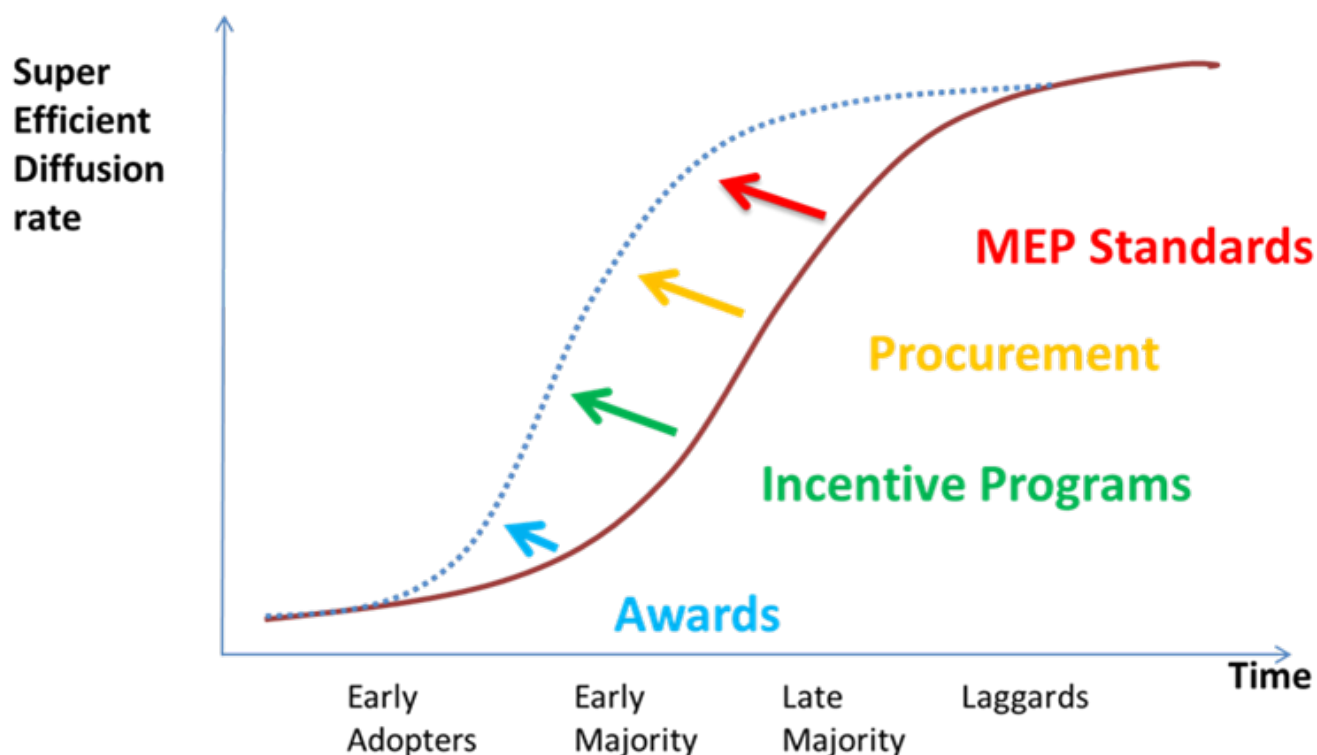 Super
Efficient
Diffusion
rate
MEP Standards
Procurement
Incentive Programs
Awards
Time
Early
Adopters
Early
Majority
Late
Majority
Laggards